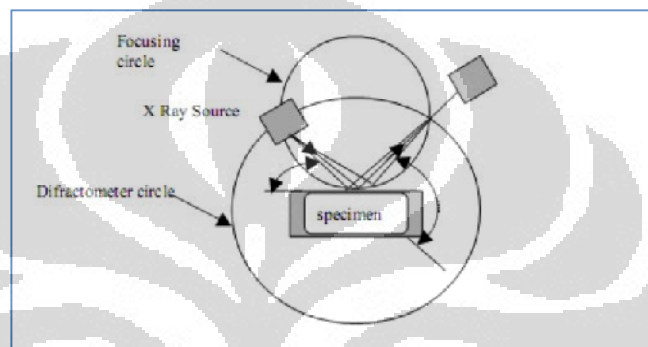 Focusing
circle
X Ray Source
Difractometer circle
specimen